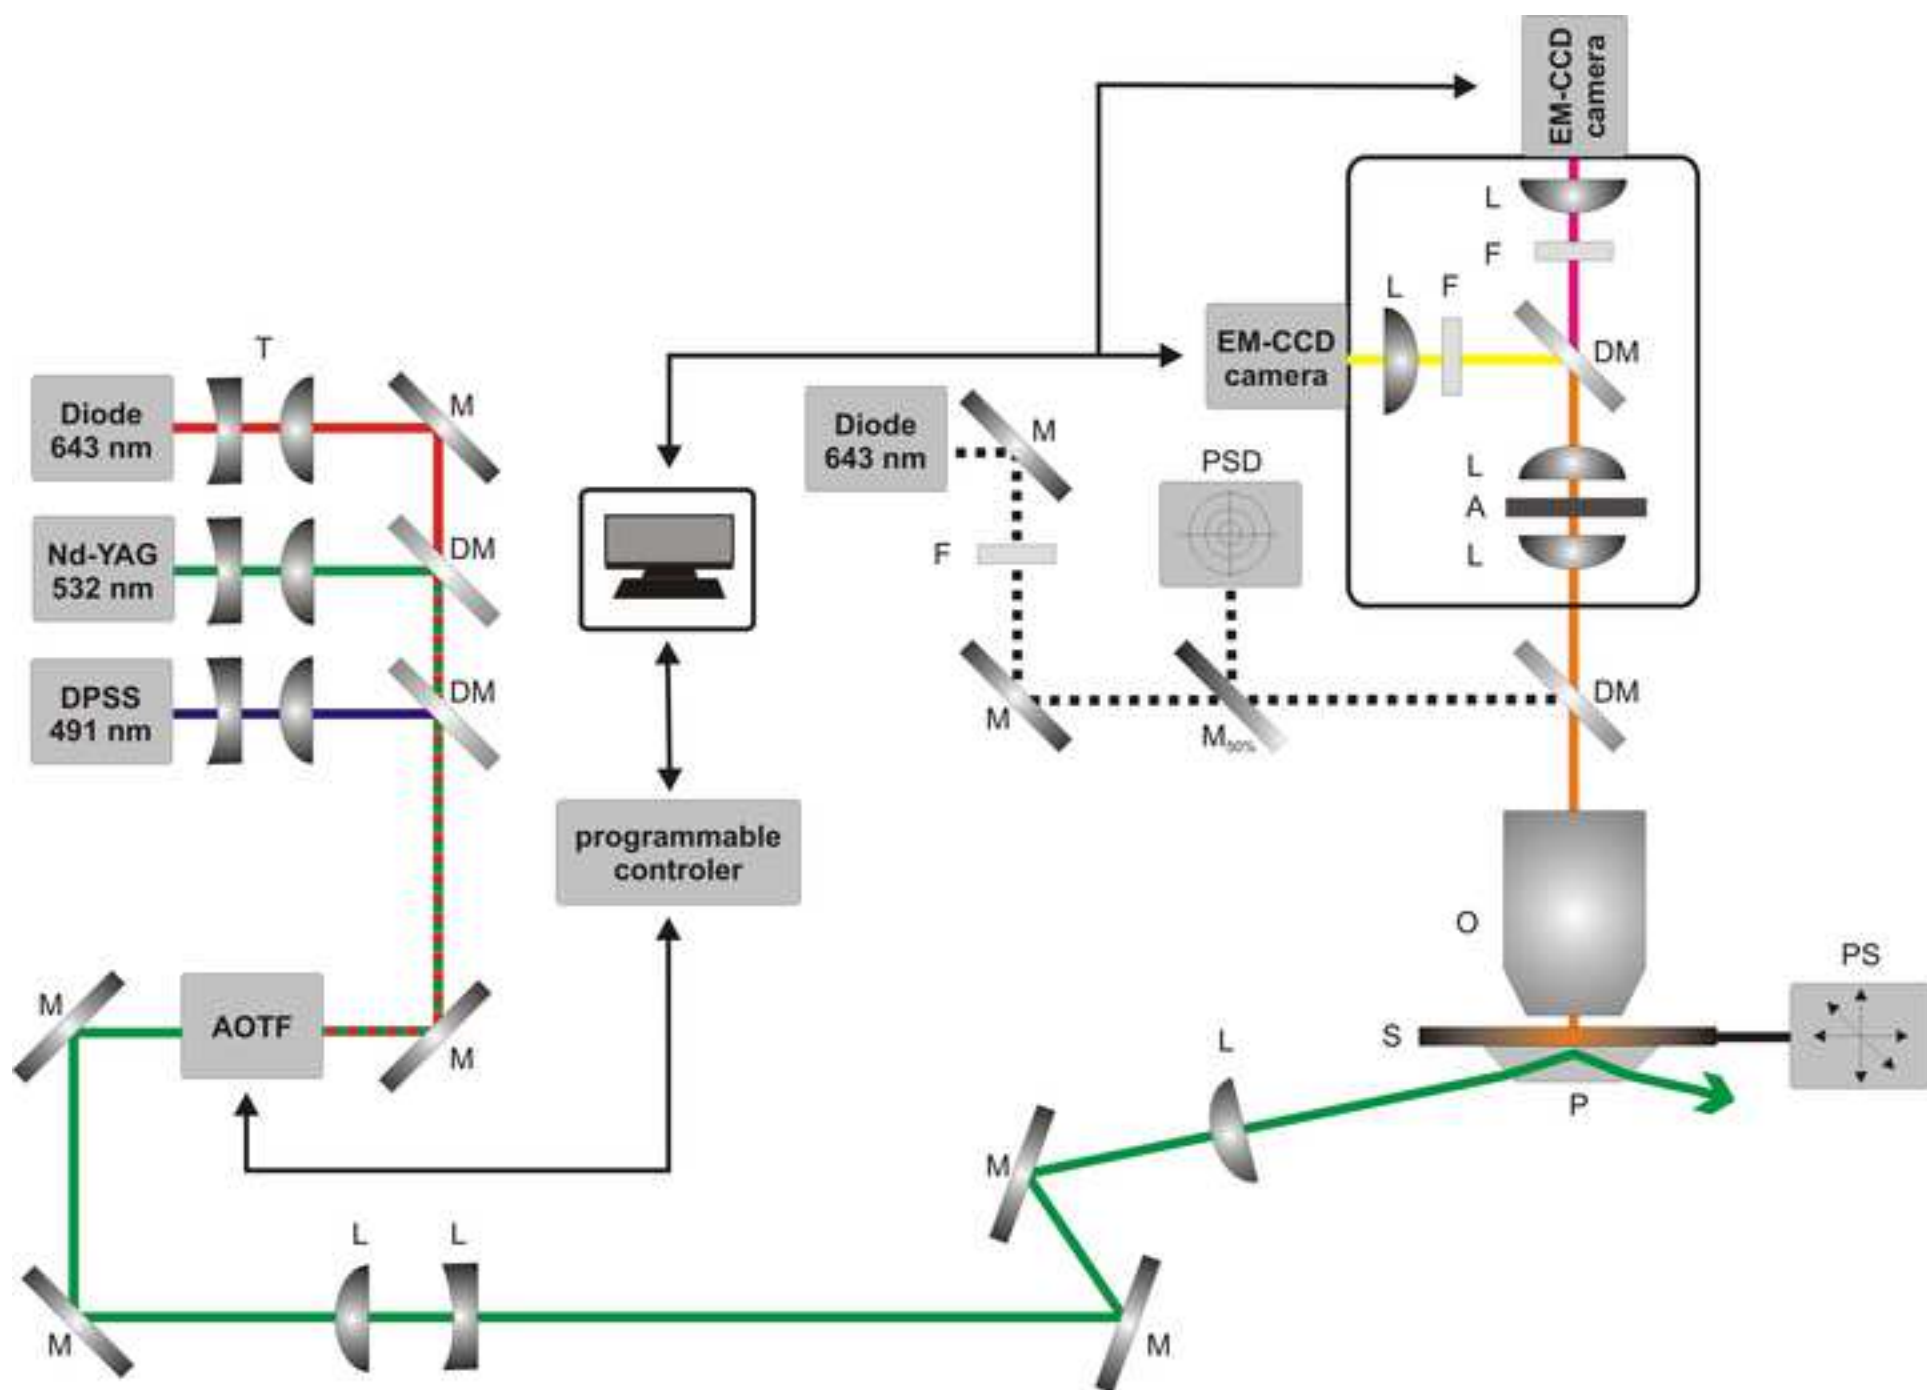 EM-CCD
camera
L
F
L
F
DM
EM-CCD
camera
T
M
Diode
643 nm
Diode
643 nm
M
PSD
L
A
L
Nd-YAG
532 nm
DM
F
DPSS
491 nm
DM
M
M50%
DM
programmable
controler
O
PS
M
AOTF
M
S
L
P
M
L
L
M
M